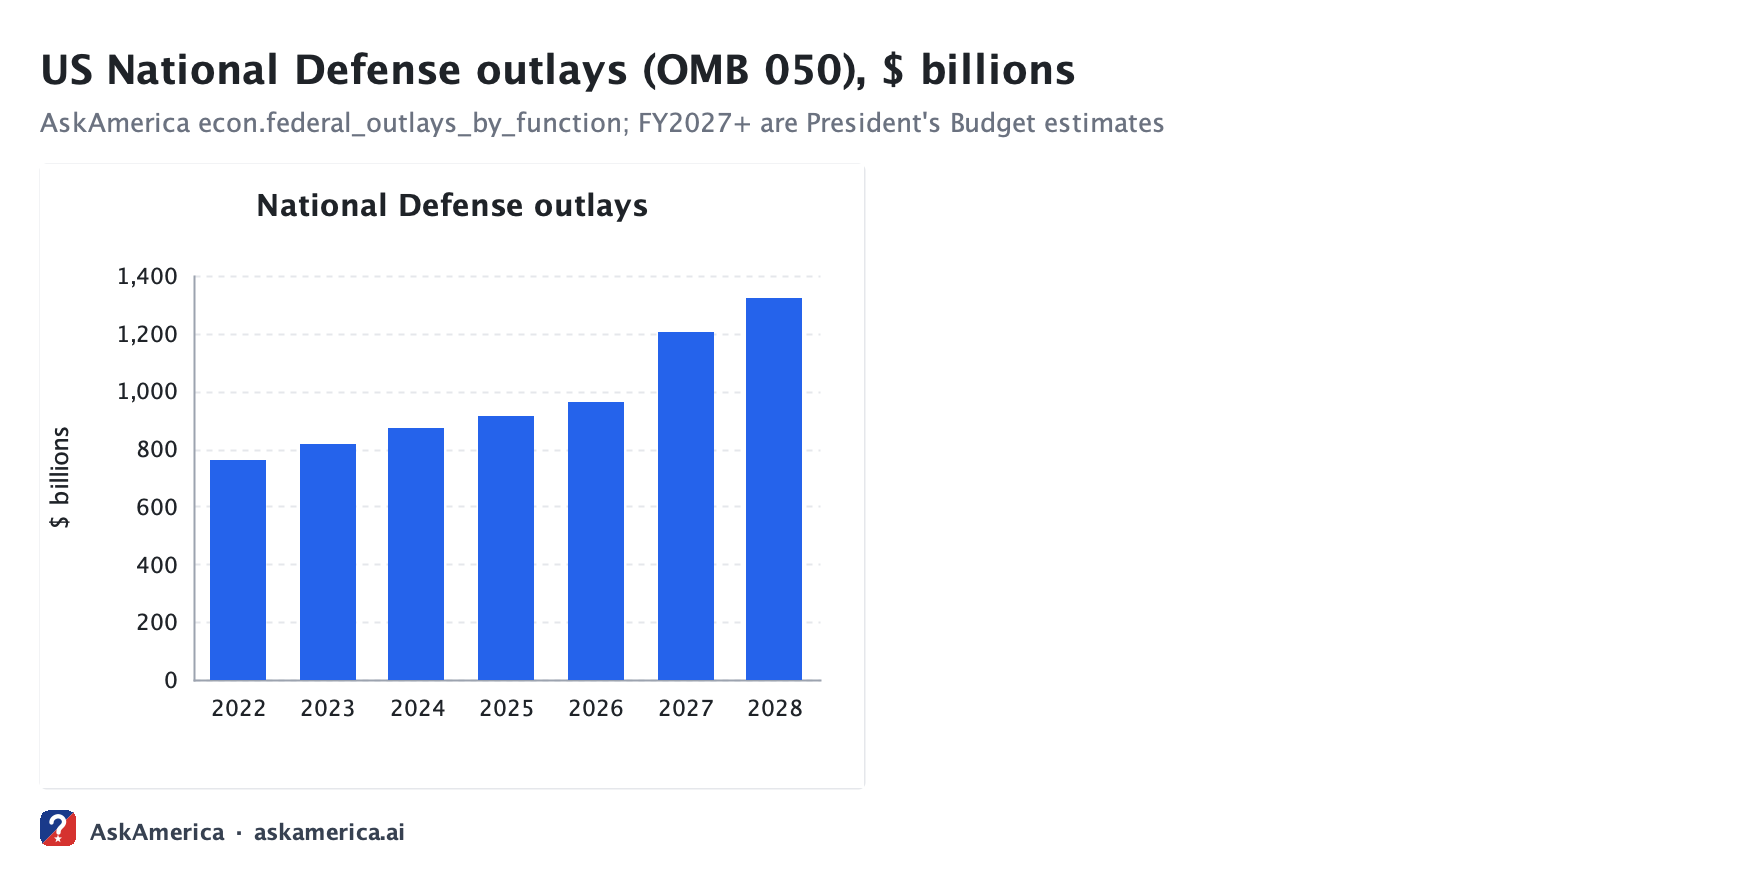 US National Defense outlays (OMB 050), $ billions
AskAmerica econ.federal_outlays_by_function; FY2027+ are President's Budget estimates
National Defense outlays
$ billions
1,400
1,200
1,000
800
600
400
200
0
2022 2023 2024 2025 2026 2027 2028
AskAmerica · askamerica.ai